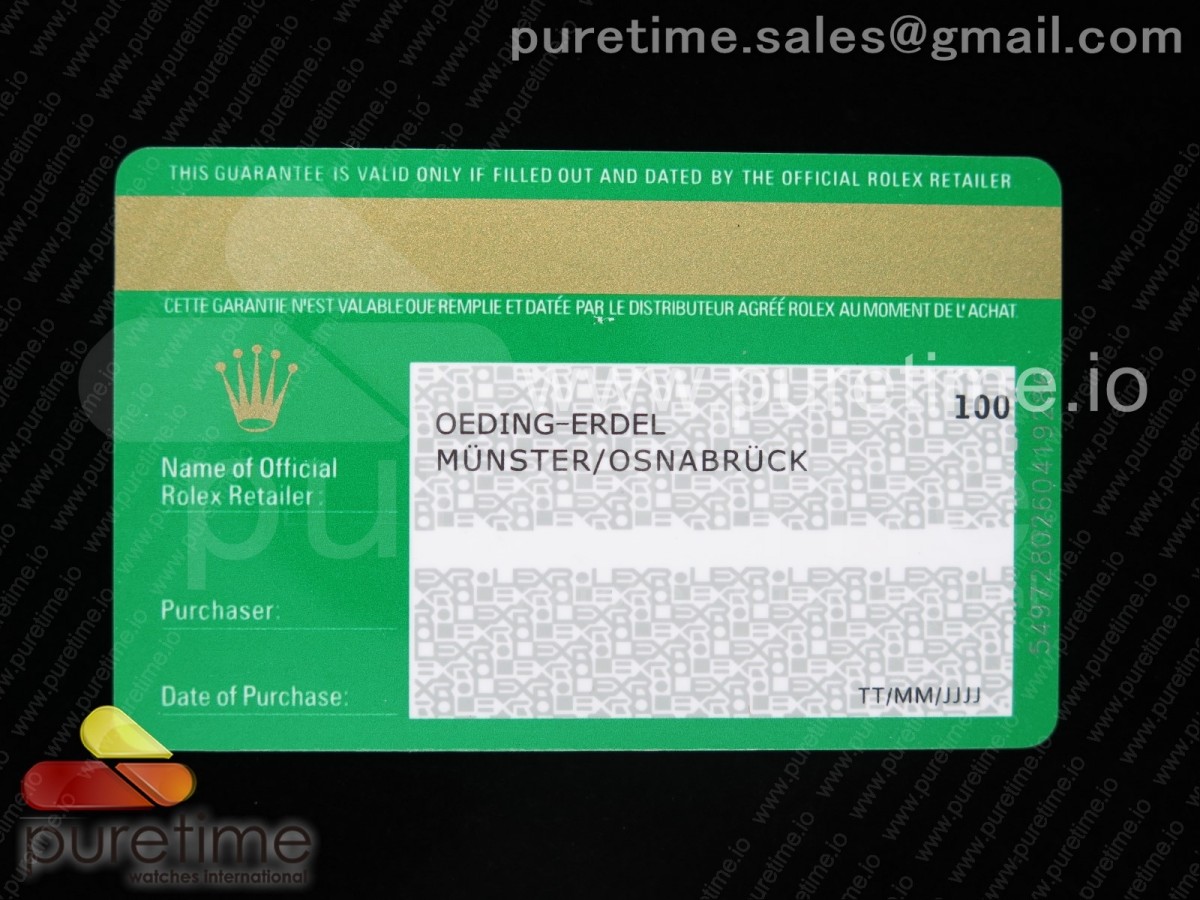 puretime.sales@gmail.com
THIS GUARANTEE IS VALID ONLY IF FILLED OUT AND DATED BY THE OFFICIAL ROLEX RETAILER
CETTE GARANTIE N'EST VALABLE QUE REMPLIE ET DATÉE PAR LE DISTRIBUTEUR AGRÉÉ ROLEX AU MOMENT DE L'ACHAT.
www.puretime.io
100
OEDING-ERDEL
MÜNSTER/OSNABRÜCK
Name of Official
Rolex Retailer:
Purchaser:
Date of Purchase:
TT/MM/JJJJ
puretime
watches international